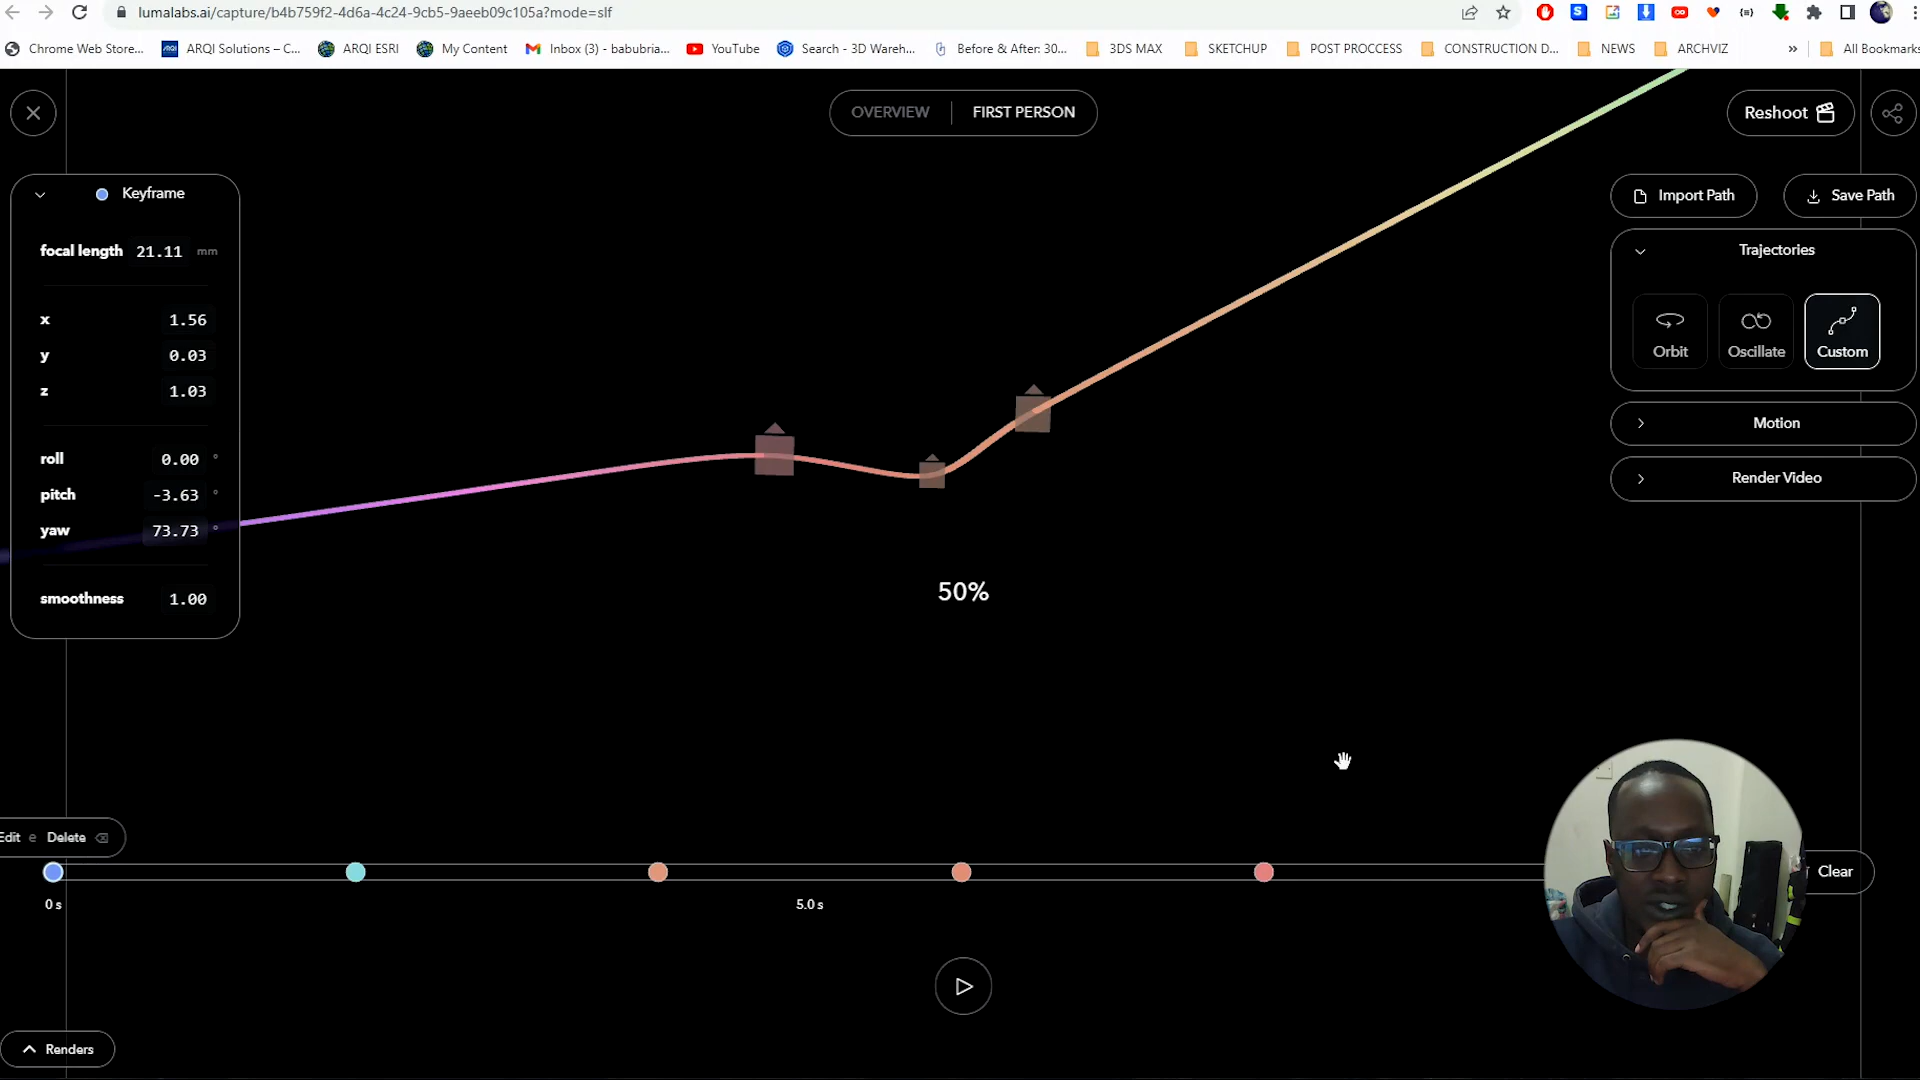 lumalabs.ai/capture/b4b759f2-4d6a-4c24-9cb5-9aeeb09c105a?mode=slf
Chrome Web Store... ARQI Solutions – C... ARQI ESRI My Content Inbox (3) - babubria... YouTube Search - 3D Wareh... Before & After: 30... 3DS MAX SKETCHUP POST PROCCESS CONSTRUCTION D... NEWS ARCHVIZ » All Bookmarks
OVERVIEW FIRST PERSON
Reshoot
Keyframe
Import Path Save Path
focal length 21.11 mm
Trajectories
x 1.56
y 0.03
z 1.03
Orbit Oscillate Custom
Motion
roll 0.00 °
Render Video
pitch -3.63 °
yaw 73.73 °
smoothness 1.00
50%
Edit e Delete
Clear
0 s 5.0 s
Renders